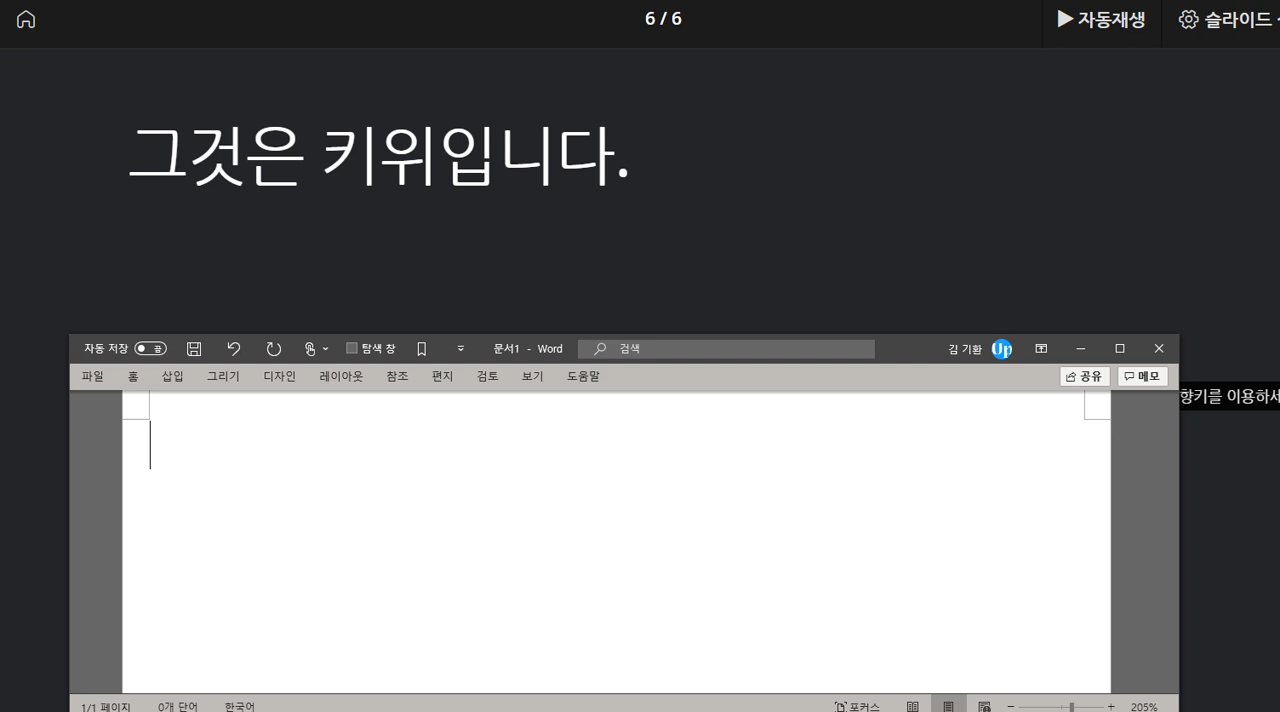 6 / 6
▶ 자동재생
슬라이드
그것은 키위입니다.
자동 저장 끔
탐색 창
문서1 - Word
검색
김 기환
Up
파일 홈 삽입 그리기 디자인 레이아웃 참조 편지 검토 보기 도움말
공유
메모
향키를 이용하세
1/1 페이지 0개 단어 한국어
포커스
205%